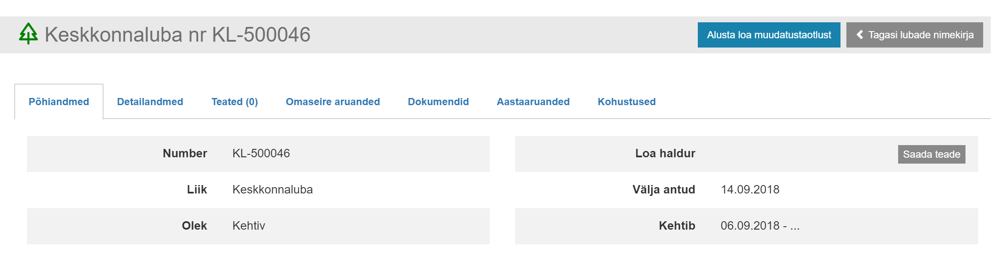 Keskkonnaluba nr KL-500046
Alusta loa muudatustaotlust
Tagasi lubade nimekirja
Põhiandmed Detailandmed Teated (0) Omaseire aruanded Dokumendid Aastaaruanded Kohustused
Number KL-500046
Loa haldur Saada teade
Liik Keskkonnaluba
Välja antud 14.09.2018
Olek Kehtiv
Kehtib 06.09.2018 - ...